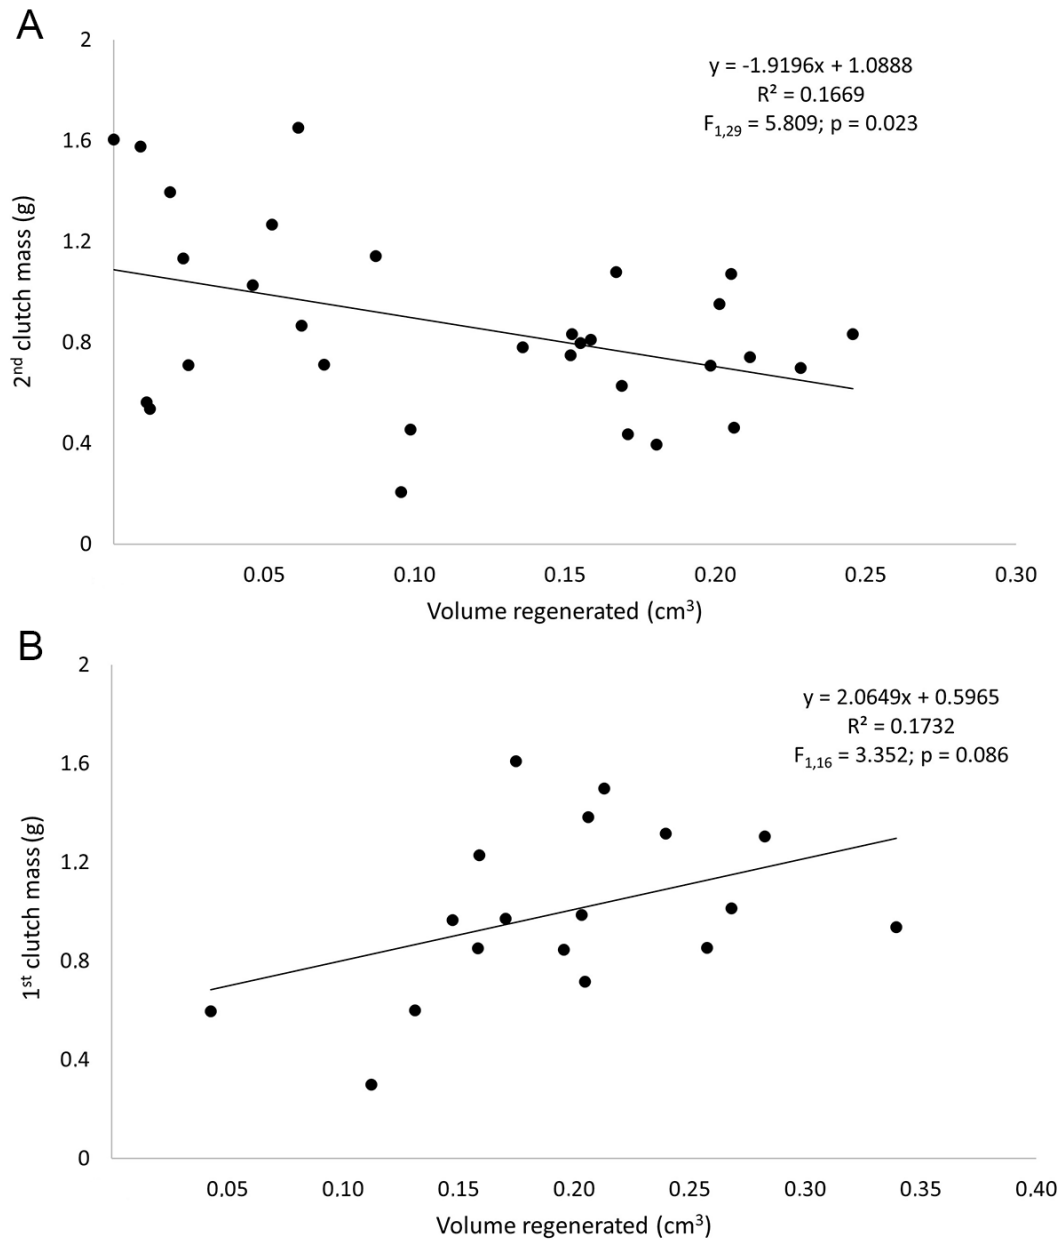 A
2
1.6
1.2
0.8
0.4
0
2nd clutch mass (g)
y = -1.9196x + 1.0888
R² = 0.1669
F1,29 = 5.809; p = 0.023
0.05 0.10 0.15 0.20 0.25 0.30
Volume regenerated (cm³)
B
2
1.6
1.2
0.8
0.4
0
1st clutch mass (g)
y = 2.0649x + 0.5965
R² = 0.1732
F1,16 = 3.352; p = 0.086
0.05 0.10 0.15 0.20 0.25 0.30 0.35 0.40
Volume regenerated (cm³)